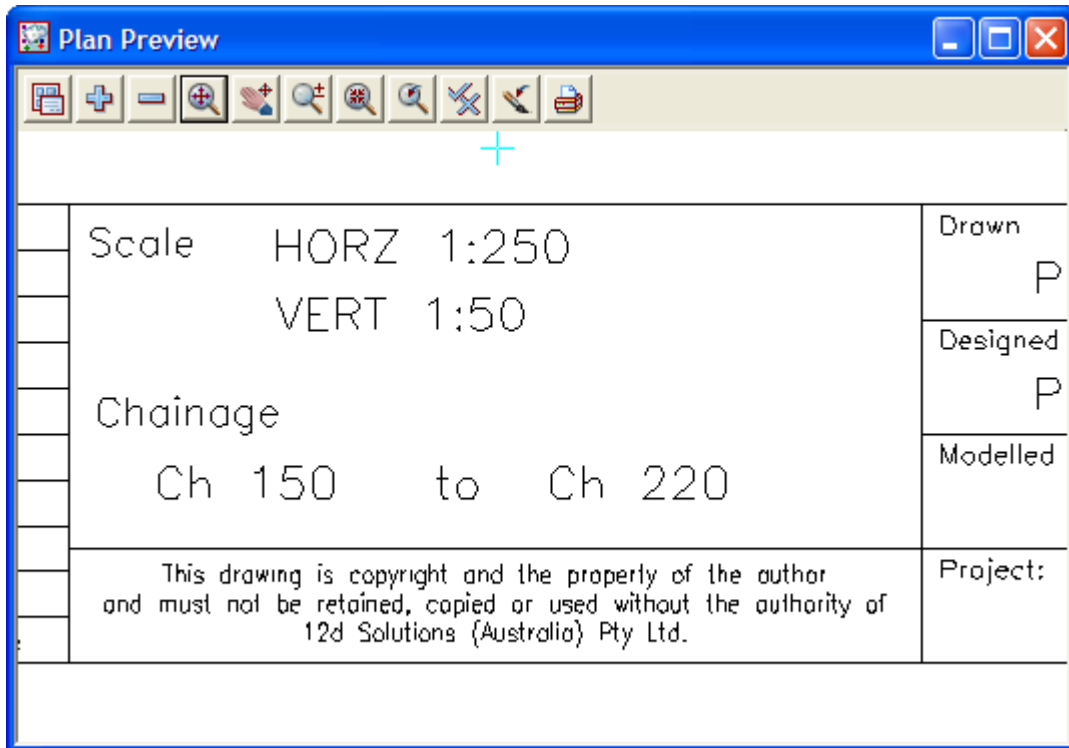 Plan Preview
Scale HORZ 1:250
VERT 1:50
Chainage
Ch 150 to Ch 220
This drawing is copyright and the property of the author
and must not be retained, copied or used without the authority of
12d Solutions (Australia) Pty Ltd.
Drawn
P
Designed
P
Modelled
Project: